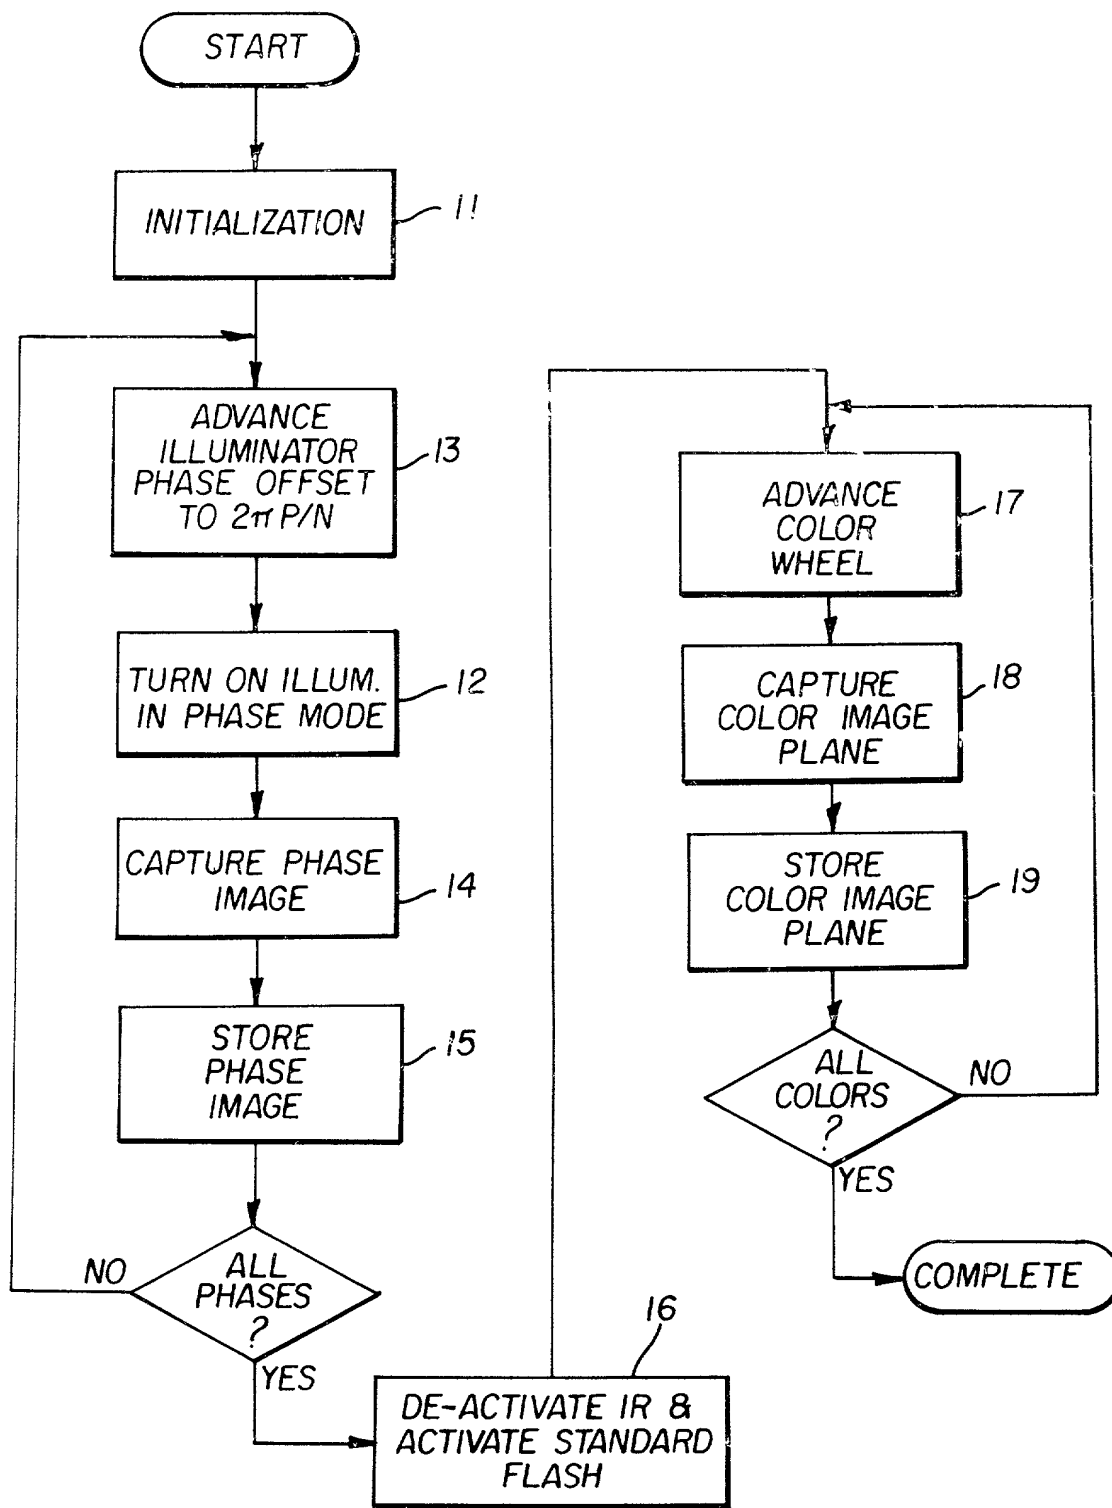 START
INITIALIZATION
11
ADVANCE
ILLUMINATOR
PHASE OFFSET
TO 2π P/N
13
TURN ON ILLUM.
IN PHASE MODE
12
CAPTURE PHASE
IMAGE
14
STORE
PHASE
IMAGE
15
ALL
PHASES
?
NO
YES
16
DE-ACTIVATE IR &
ACTIVATE STANDARD
FLASH
ADVANCE
COLOR
WHEEL
17
CAPTURE
COLOR IMAGE
PLANE
18
STORE
COLOR IMAGE
PLANE
19
ALL
COLORS
?
NO
YES
COMPLETE